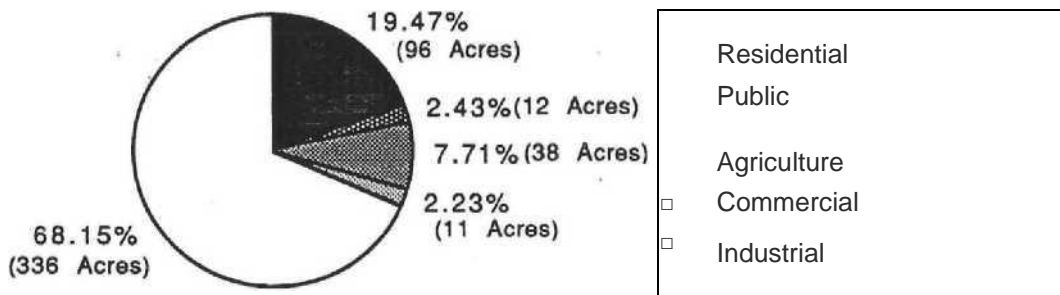 19.47%
(96 Acres)
2.43%(12 Acres)
7.71%(38 Acres)
2.23%
(11 Acres)
68.15%
(336 Acres)
Residential
Public
Agriculture
Commercial
Industrial